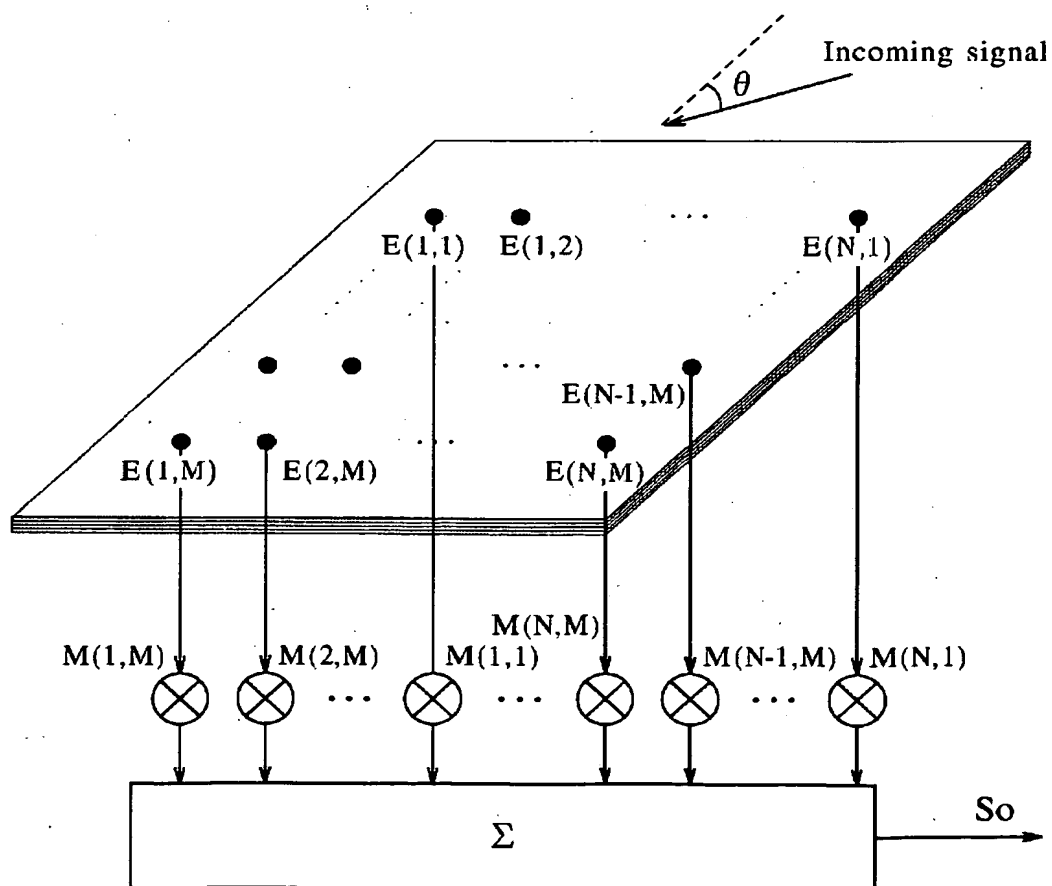 Incoming signal
θ
...
E(1,1) E(1,2) E(N,1)
...
E(N-1,M)
...
E(1,M) E(2,M) E(N,M)
M(N,M)
M(1,M) M(2,M) M(1,1) M(N-1,M) M(N,1)
... ... ...
Σ
So